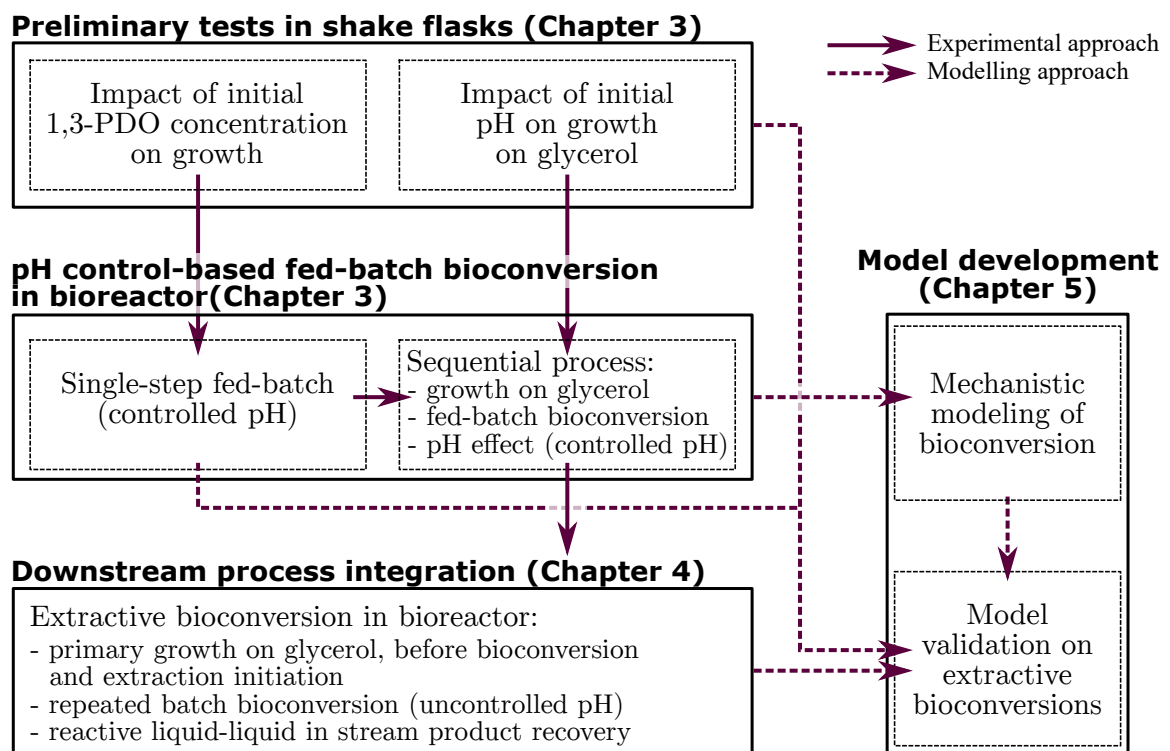 Preliminary tests in shake flasks (Chapter 3)
Experimental approach
Modelling approach
Impact of initial
1,3-PDO concentration
on growth
Impact of initial
pH on growth
on glycerol
pH control-based fed-batch bioconversion
in bioreactor(Chapter 3)
Single-step fed-batch
(controlled pH)
Sequential process:
- growth on glycerol
- fed-batch bioconversion
- pH effect (controlled pH)
Model development
(Chapter 5)
Mechanistic
modeling of
bioconversion
Model
validation on
extractive
bioconversions
Downstream process integration (Chapter 4)
Extractive bioconversion in bioreactor:
- primary growth on glycerol, before bioconversion
and extraction initiation
- repeated batch bioconversion (uncontrolled pH)
- reactive liquid-liquid in stream product recovery